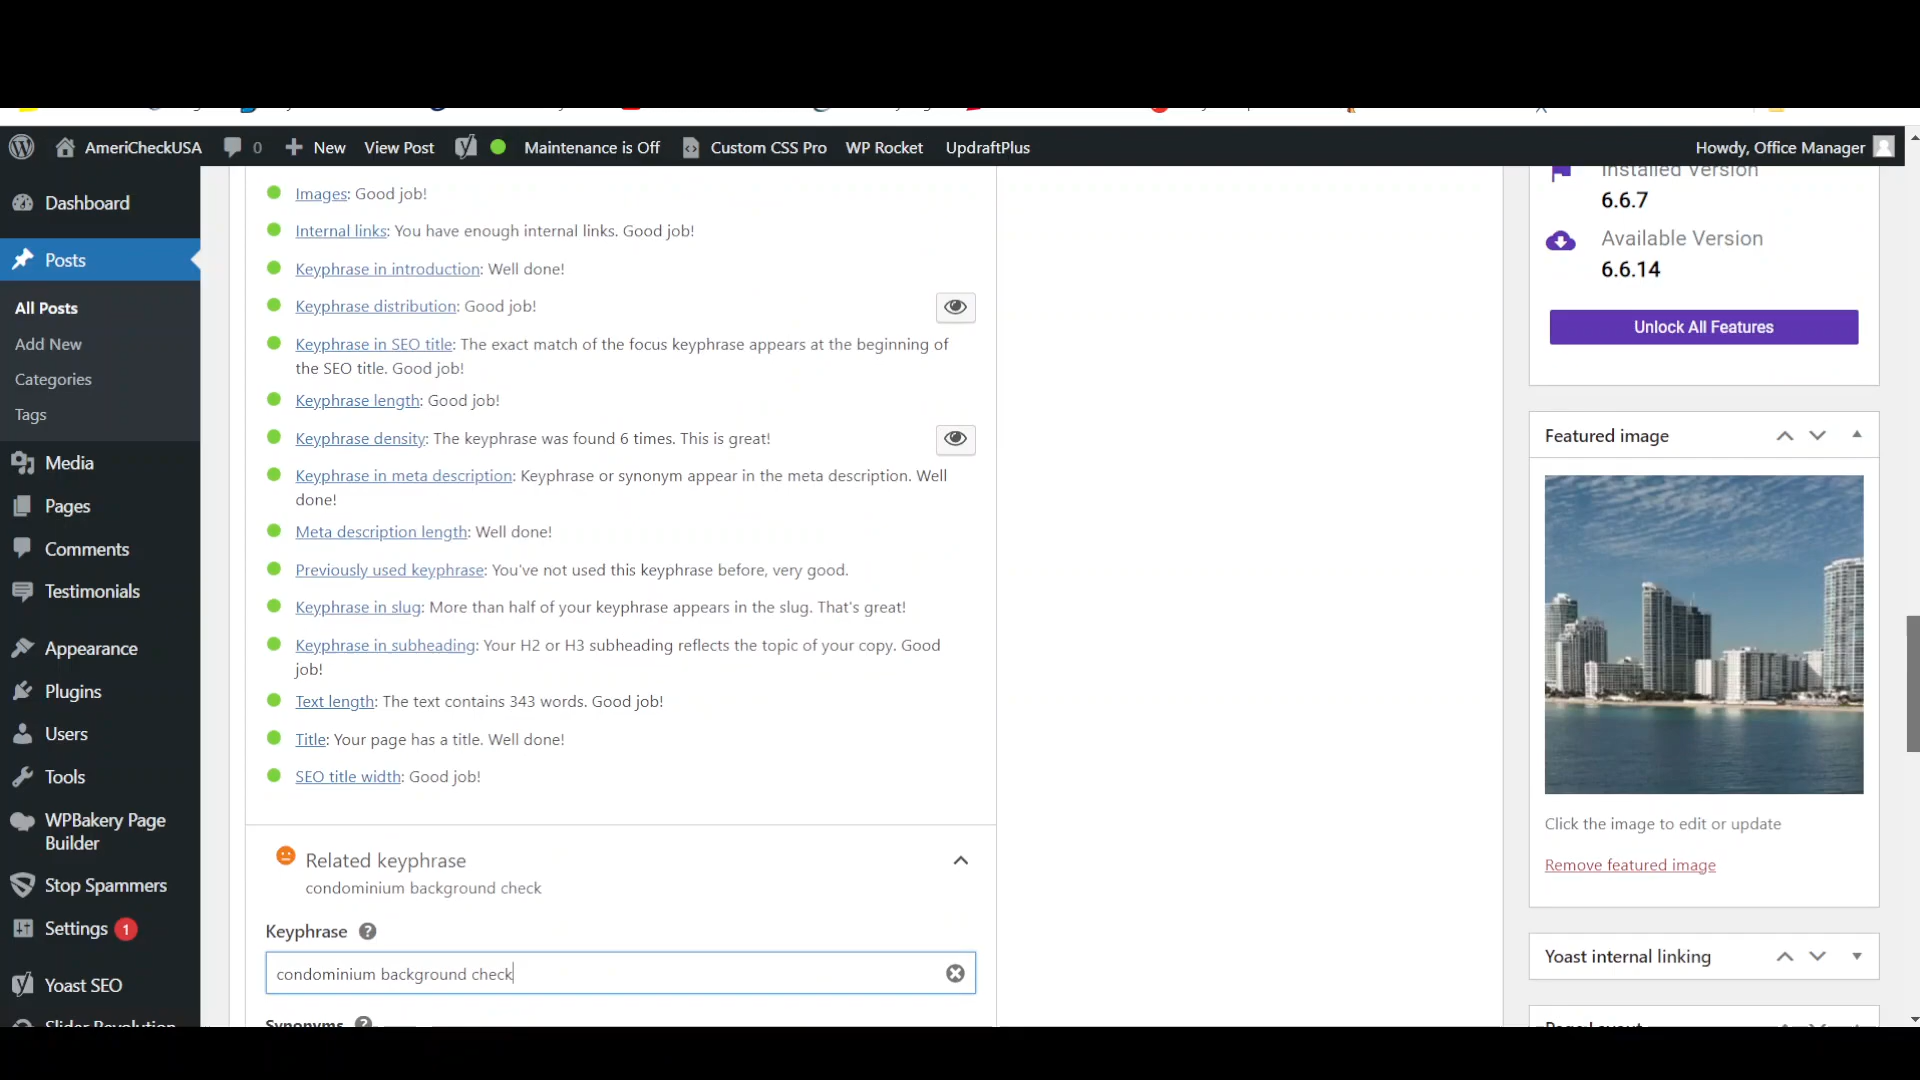 AmeriCheckUSA 0 New View Post Maintenance is Off Custom CSS Pro WP Rocket UpdraftPlus Howdy, Office Manager
Dashboard
Posts
All Posts
Add New
Categories
Tags
Media
Pages
Comments
Testimonials
Appearance
Plugins
Users
Tools
WPBakery Page
Builder
Stop Spammers
Settings 1
Yoast SEO
Slider Revolution
Images: Good job!
Internal links: You have enough internal links. Good job!
Keyphrase in introduction: Well done!
Keyphrase distribution: Good job!
Keyphrase in SEO title: The exact match of the focus keyphrase appears at the beginning of
the SEO title. Good job!
Keyphrase length: Good job!
Keyphrase density: The keyphrase was found 6 times. This is great!
Keyphrase in meta description: Keyphrase or synonym appear in the meta description. Well
done!
Meta description length: Well done!
Previously used keyphrase: You've not used this keyphrase before, very good.
Keyphrase in slug: More than half of your keyphrase appears in the slug. That's great!
Keyphrase in subheading: Your H2 or H3 subheading reflects the topic of your copy. Good
job!
Text length: The text contains 343 words. Good job!
Title: Your page has a title. Well done!
SEO title width: Good job!
Related keyphrase
condominium background check
Keyphrase
condominium background check
Synonyms
Installed Version
6.6.7
Available Version
6.6.14
Unlock All Features
Featured image
Click the image to edit or update
Remove featured image
Yoast internal linking
Page Layout